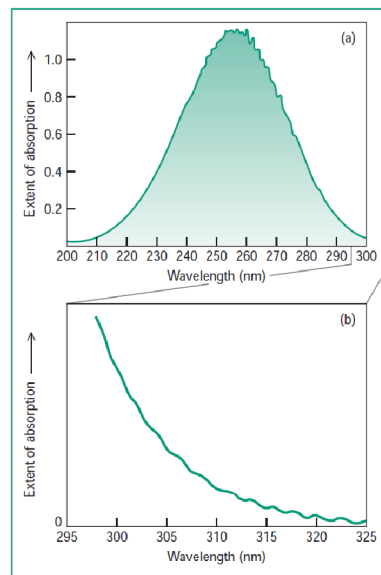 (a)
Extent of absorption
1.0
0.8
0.6
0.4
0.2
200 210 220 230 240 250 260 270 280 290 300
Wavelength (nm)
(b)
Extent of absorption
0
295 300 305 310 315 320 325
Wavelength (nm)